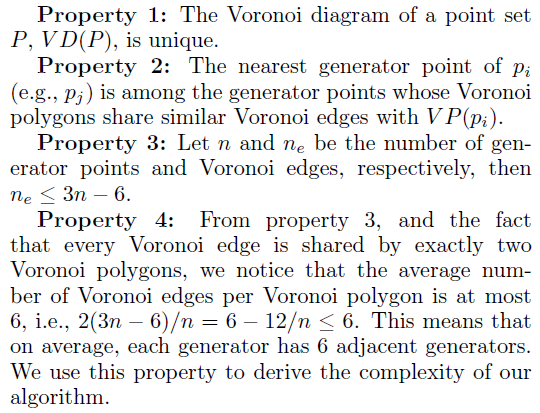 Property 1: The Voronoi diagram of a point set
P, VD(P), is unique.
Property 2: The nearest generator point of p_i
(e.g., p_j) is among the generator points whose Voronoi
polygons share similar Voronoi edges with VP(p_i).
Property 3: Let n and n_e be the number of gen-
erator points and Voronoi edges, respectively, then
n_e ≤ 3n − 6.
Property 4: From property 3, and the fact
that every Voronoi edge is shared by exactly two
Voronoi polygons, we notice that the average num-
ber of Voronoi edges per Voronoi polygon is at most
6, i.e., 2(3n − 6)/n = 6 − 12/n ≤ 6. This means that
on average, each generator has 6 adjacent generators.
We use this property to derive the complexity of our
algorithm.